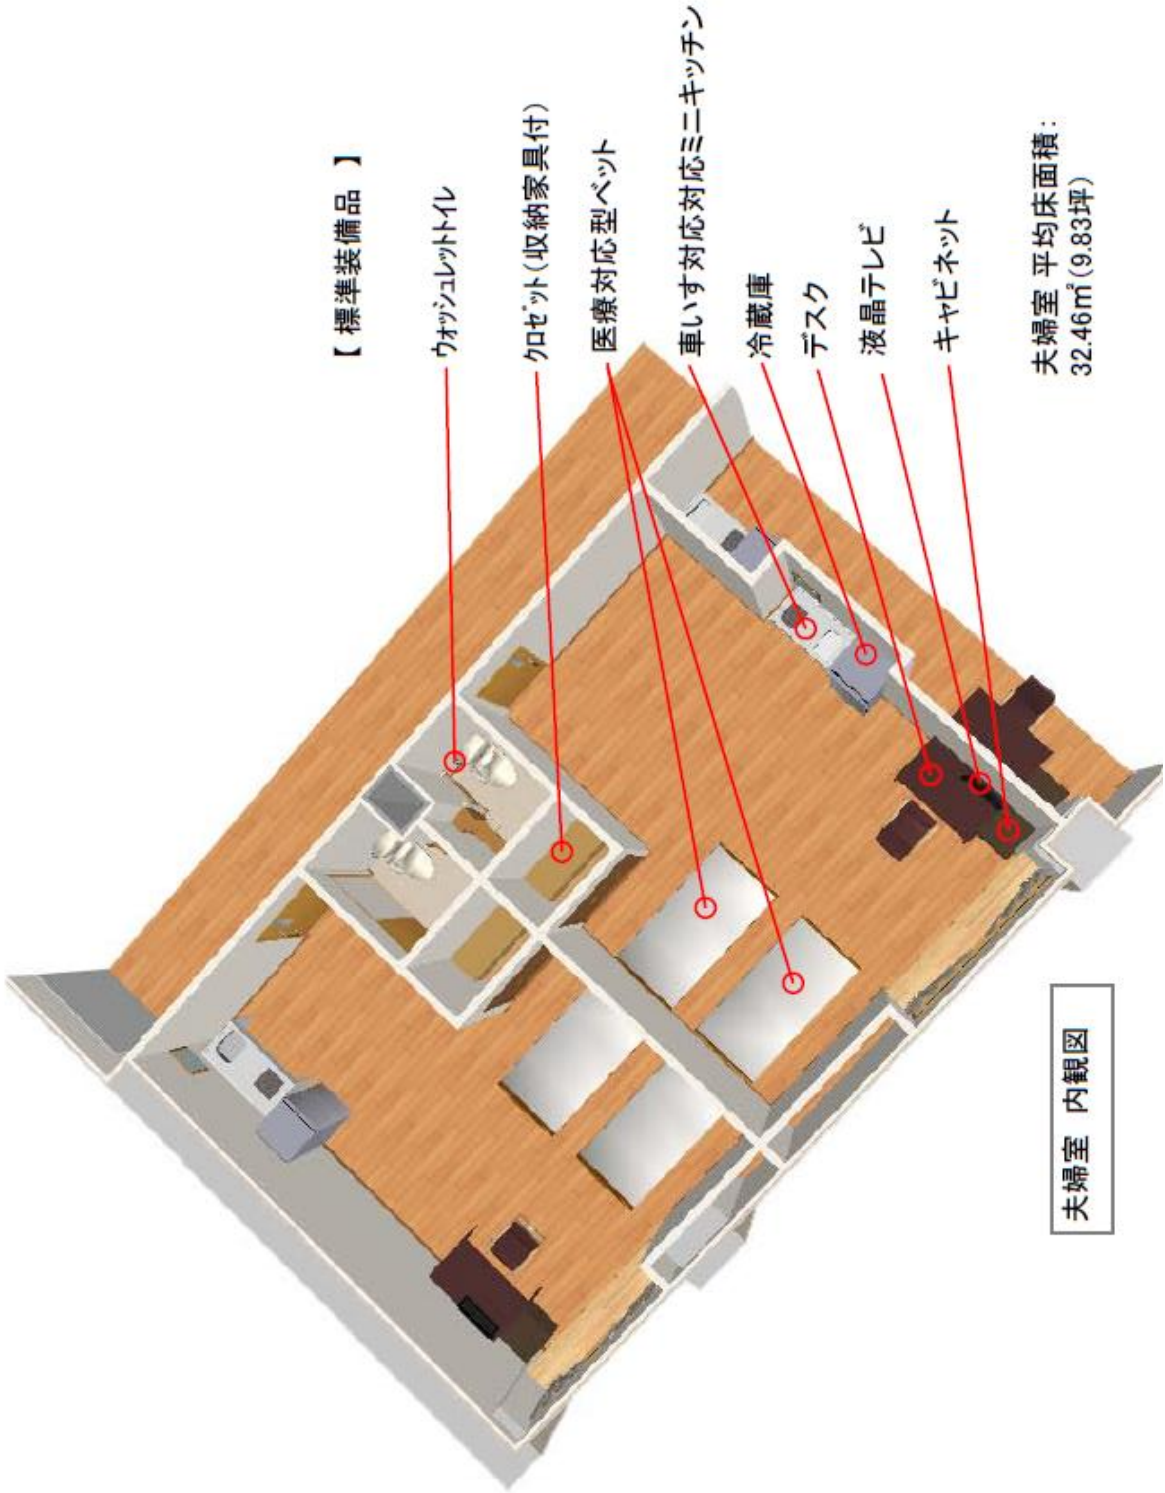 【 標準装備品 】
ウォッシュレットトイレ
クロゼット（収納家具付）
医療対応型ベット
車いす対応対応ミニキッチン
冷蔵庫
デスク
液晶テレビ
キャビネット
夫婦室 平均床面積：
32.46㎡（9.83坪）
夫婦室　内観図